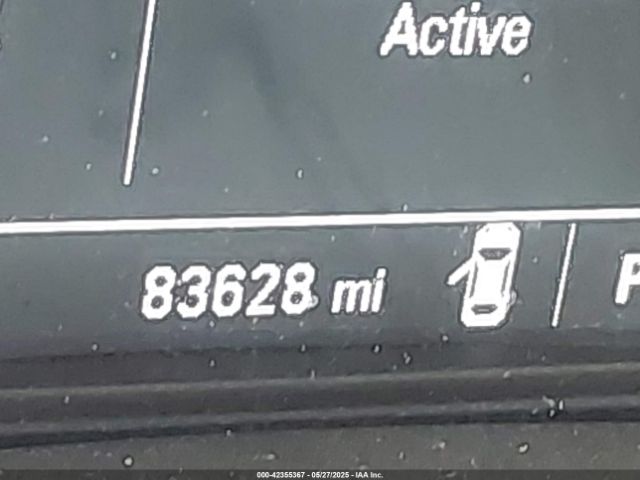 Active
83628 mi
P
000-42355367 - 05/27/2025 - IAA Inc.